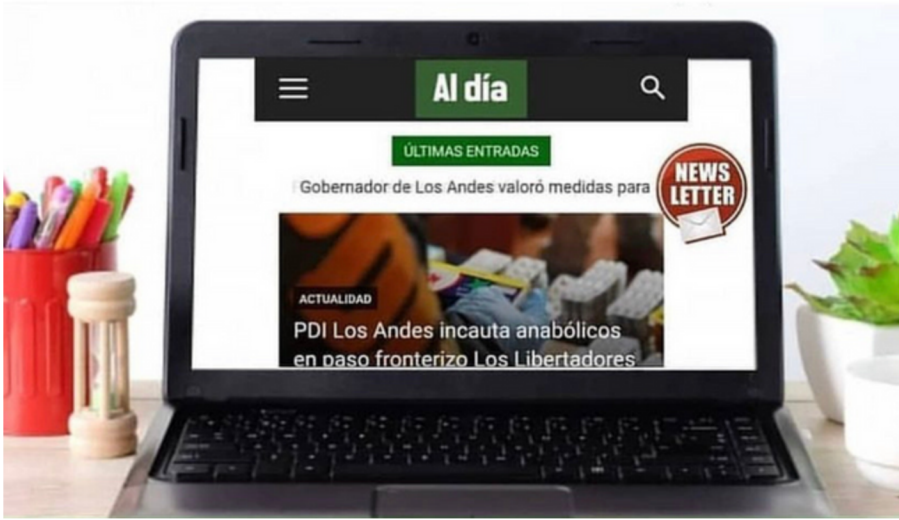 Al día
ÚLTIMAS ENTRADAS
Gobernador de Los Andes valoró medidas para
NEWS
LETTER
ACTUALIDAD
PDI Los Andes incauta anabólicos
en paso fronterizo Los Libertadores